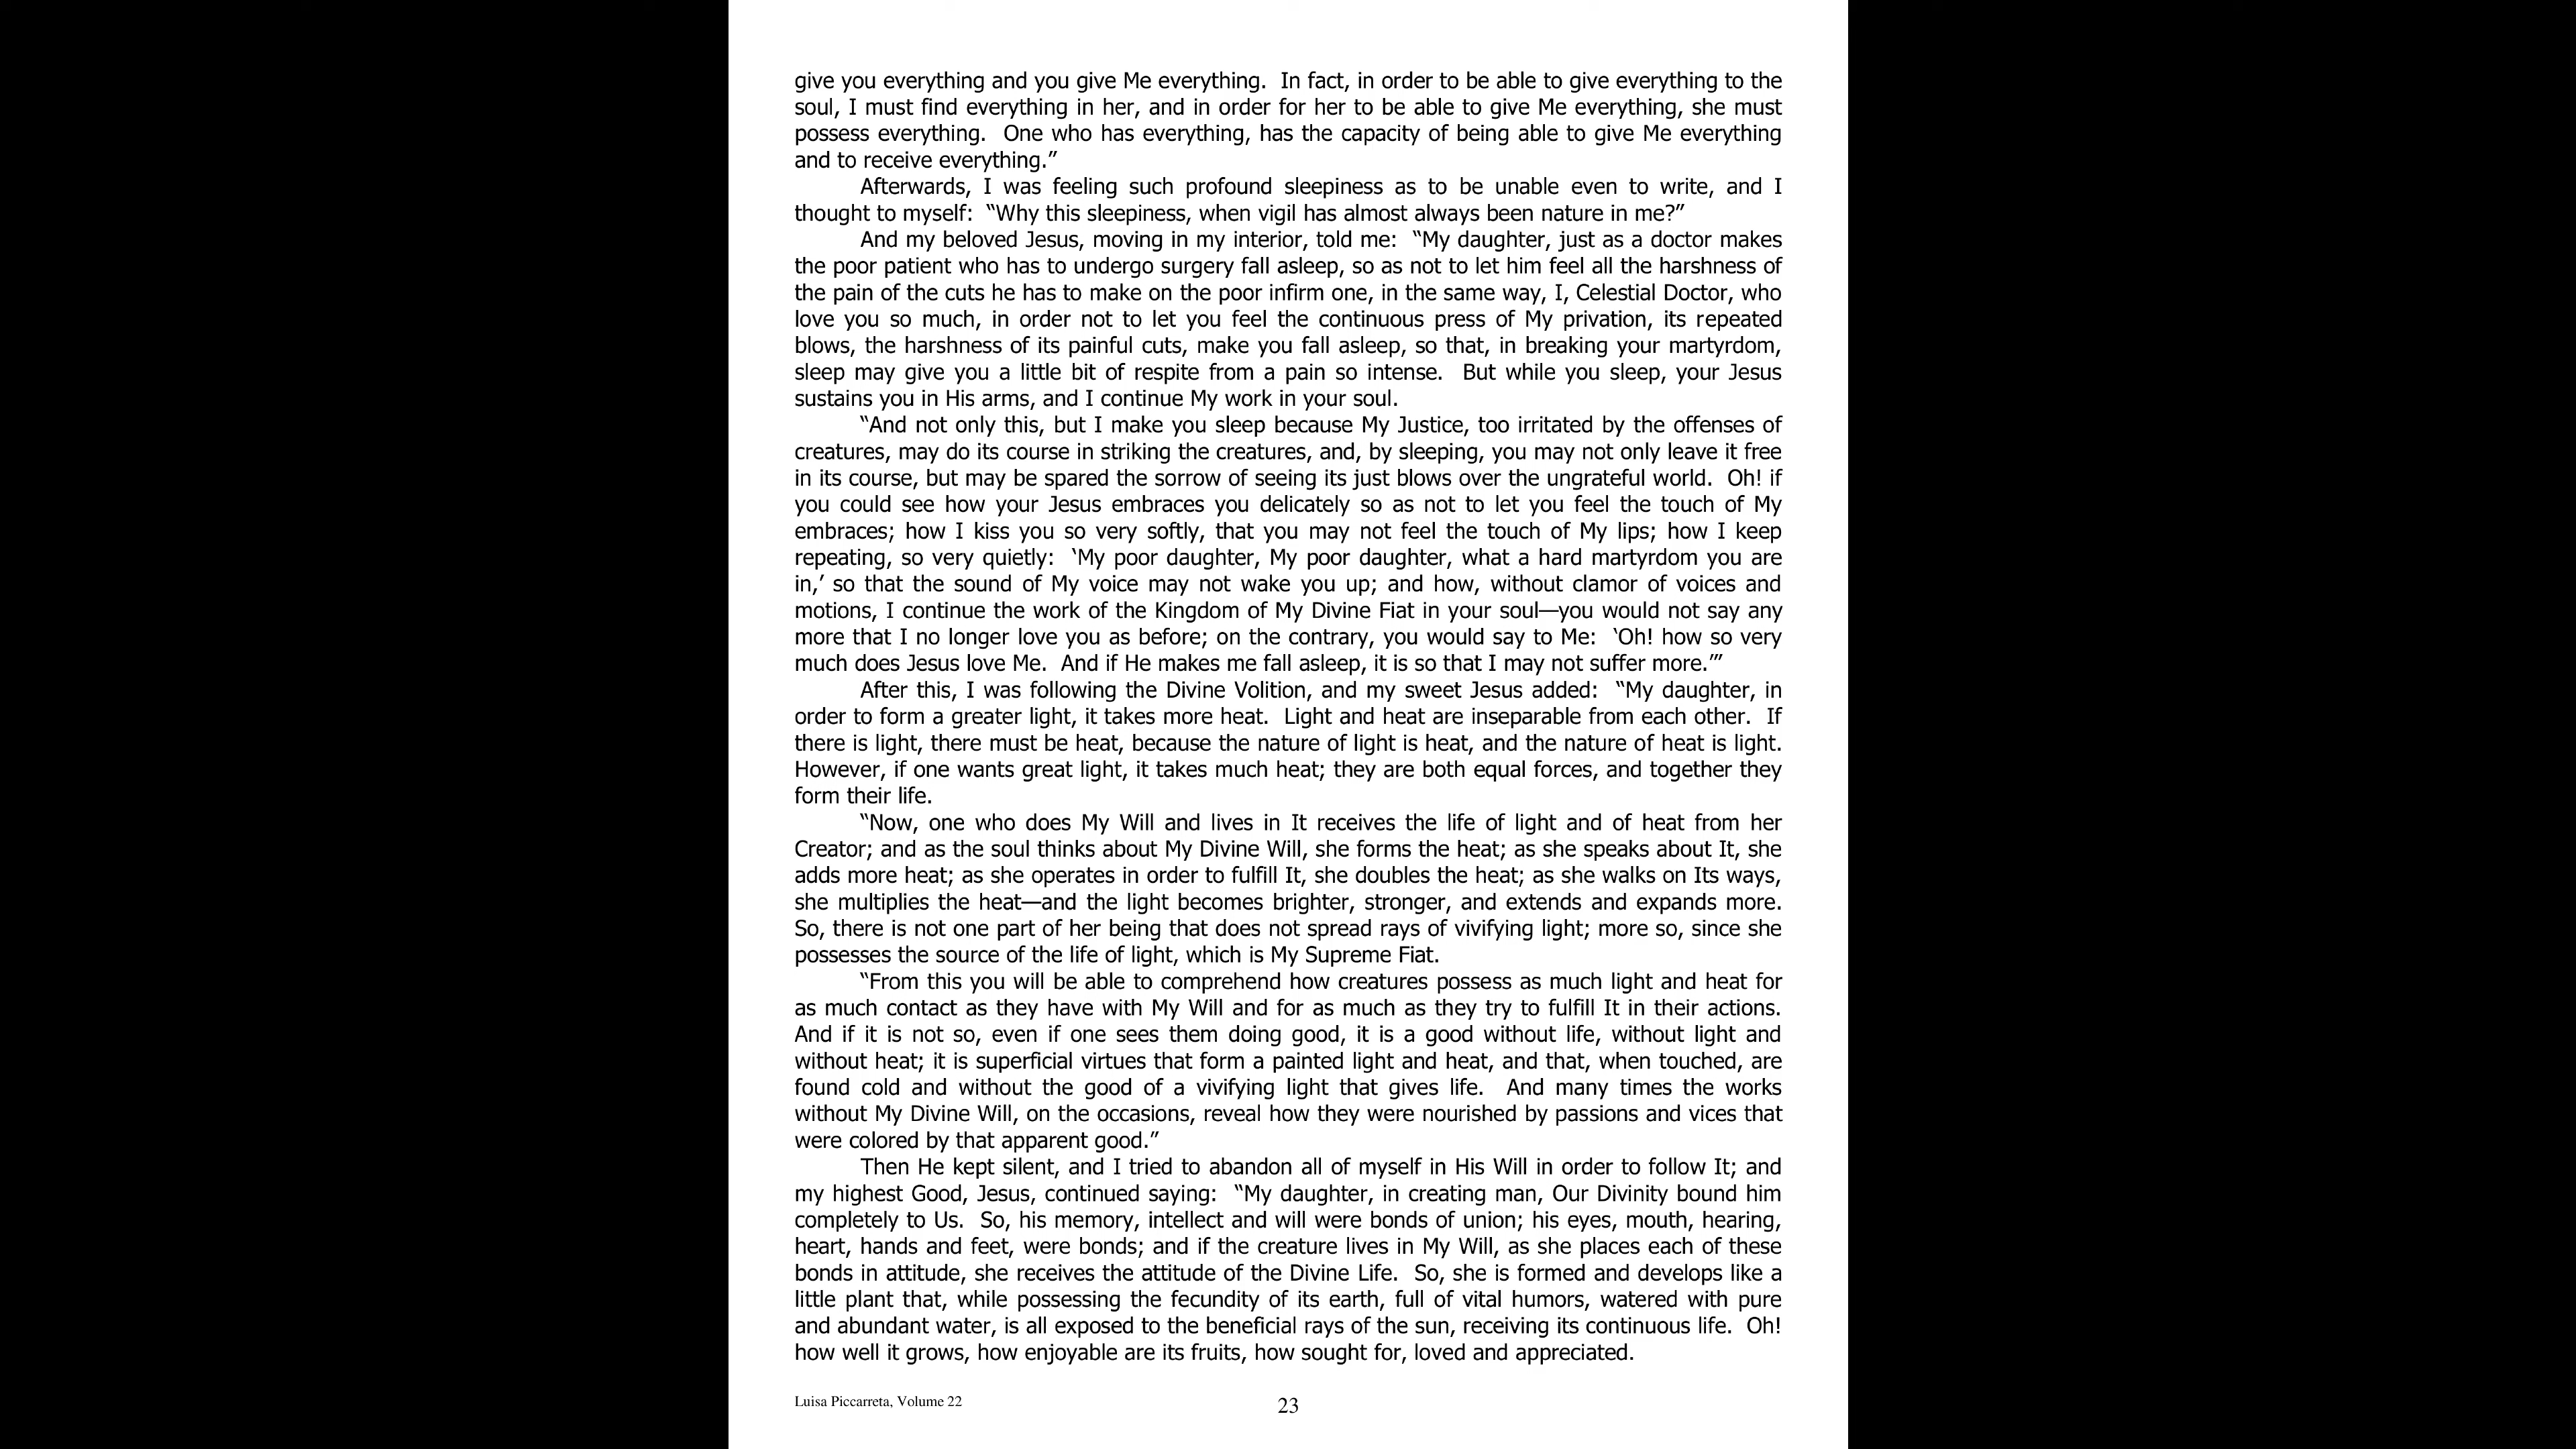 give you everything and you give Me everything.  In fact, in order to be able to give everything to the
soul, I must find everything in her, and in order for her to be able to give Me everything, she must
possess everything.  One who has everything, has the capacity of being able to give Me everything
and to receive everything.”
Afterwards, I was feeling such profound sleepiness as to be unable even to write, and I
thought to myself:  “Why this sleepiness, when vigil has almost always been nature in me?”
And my beloved Jesus, moving in my interior, told me:  “My daughter, just as a doctor makes
the poor patient who has to undergo surgery fall asleep, so as not to let him feel all the harshness of
the pain of the cuts he has to make on the poor infirm one, in the same way, I, Celestial Doctor, who
love you so much, in order not to let you feel the continuous press of My privation, its repeated
blows, the harshness of its painful cuts, make you fall asleep, so that, in breaking your martyrdom,
sleep may give you a little bit of respite from a pain so intense.  But while you sleep, your Jesus
sustains you in His arms, and I continue My work in your soul.
“And not only this, but I make you sleep because My Justice, too irritated by the offenses of
creatures, may do its course in striking the creatures, and, by sleeping, you may not only leave it free
in its course, but may be spared the sorrow of seeing its just blows over the ungrateful world.  Oh! if
you could see how your Jesus embraces you delicately so as not to let you feel the touch of My
embraces; how I kiss you so very softly, that you may not feel the touch of My lips; how I keep
repeating, so very quietly:  ‘My poor daughter, My poor daughter, what a hard martyrdom you are
in,’ so that the sound of My voice may not wake you up; and how, without clamor of voices and
motions, I continue the work of the Kingdom of My Divine Fiat in your soul—you would not say any
more that I no longer love you as before; on the contrary, you would say to Me:  ‘Oh! how so very
much does Jesus love Me.  And if He makes me fall asleep, it is so that I may not suffer more.’”
After this, I was following the Divine Volition, and my sweet Jesus added:  “My daughter, in
order to form a greater light, it takes more heat.  Light and heat are inseparable from each other.  If
there is light, there must be heat, because the nature of light is heat, and the nature of heat is light.
However, if one wants great light, it takes much heat; they are both equal forces, and together they
form their life.
“Now, one who does My Will and lives in It receives the life of light and of heat from her
Creator; and as the soul thinks about My Divine Will, she forms the heat; as she speaks about It, she
adds more heat; as she operates in order to fulfill It, she doubles the heat; as she walks on Its ways,
she multiplies the heat—and the light becomes brighter, stronger, and extends and expands more.
So, there is not one part of her being that does not spread rays of vivifying light; more so, since she
possesses the source of the life of light, which is My Supreme Fiat.
“From this you will be able to comprehend how creatures possess as much light and heat for
as much contact as they have with My Will and for as much as they try to fulfill It in their actions.
And if it is not so, even if one sees them doing good, it is a good without life, without light and
without heat; it is superficial virtues that form a painted light and heat, and that, when touched, are
found cold and without the good of a vivifying light that gives life.  And many times the works
without My Divine Will, on the occasions, reveal how they were nourished by passions and vices that
were colored by that apparent good.”
Then He kept silent, and I tried to abandon all of myself in His Will in order to follow It; and
my highest Good, Jesus, continued saying:  “My daughter, in creating man, Our Divinity bound him
completely to Us.  So, his memory, intellect and will were bonds of union; his eyes, mouth, hearing,
heart, hands and feet, were bonds; and if the creature lives in My Will, as she places each of these
bonds in attitude, she receives the attitude of the Divine Life.  So, she is formed and develops like a
little plant that, while possessing the fecundity of its earth, full of vital humors, watered with pure
and abundant water, is all exposed to the beneficial rays of the sun, receiving its continuous life.  Oh!
how well it grows, how enjoyable are its fruits, how sought for, loved and appreciated.
Luisa Piccarreta, Volume 22
23